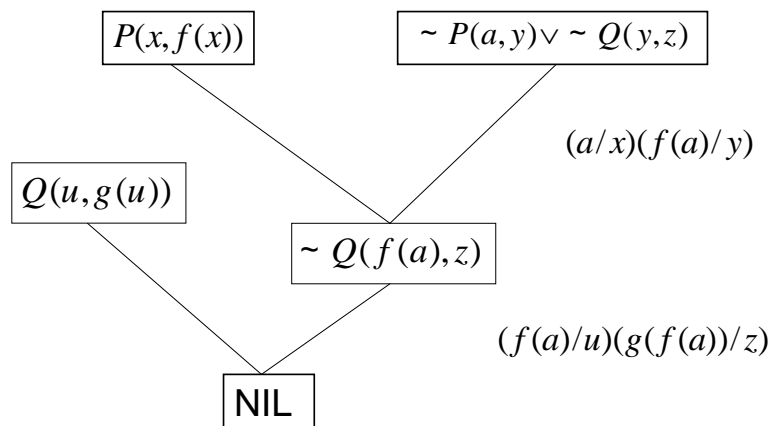 P(x, f(x))
~ P(a, y)∨ ~ Q(y, z)
(a/x)(f(a)/y)
Q(u, g(u))
~ Q(f(a), z)
(f(a)/u)(g(f(a))/z)
NIL